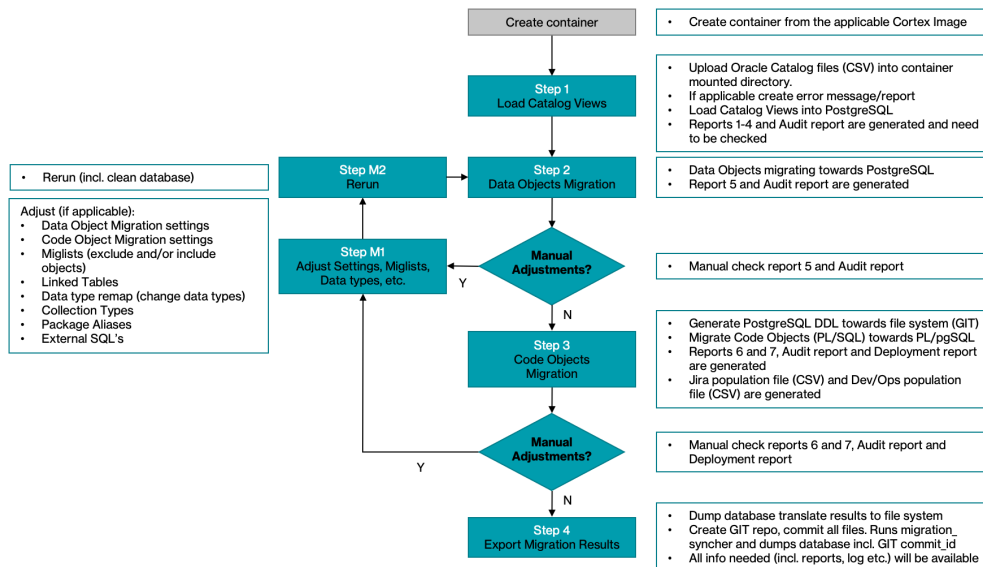 Create container
• Create container from the applicable Cortex Image
Step 1
Load Catalog Views
• Upload Oracle Catalog files (CSV) into container
mounted directory.
• If applicable create error message/report
• Load Catalog Views into PostgreSQL
• Reports 1-4 and Audit report are generated and need
to be checked
• Rerun (incl. clean database)
Step M2
Rerun
Step 2
Data Objects Migration
• Data Objects migrating towards PostgreSQL
• Report 5 and Audit report are generated
Adjust (if applicable):
• Data Object Migration settings
• Code Object Migration settings
• Miglists (exclude and/or include
objects)
• Linked Tables
• Data type remap (change data types)
• Collection Types
• Package Aliases
• External SQL's
Step M1
Adjust Settings, Miglists,
Data types, etc.
Y
Manual
Adjustments?
• Manual check report 5 and Audit report
N
Step 3
Code Objects
Migration
• Generate PostgreSQL DDL towards file system (GIT)
• Migrate Code Objects (PL/SQL) towards PL/pgSQL
• Reports 6 and 7, Audit report and Deployment report
are generated
• Jira population file (CSV) and Dev/Ops population
file (CSV) are generated
Manual
Adjustments?
Y
• Manual check reports 6 and 7, Audit report and
Deployment report
N
Step 4
Export Migration Results
• Dump database translate results to file system
• Create GIT repo, commit all files. Runs migration_
syncher and dumps database incl. GIT commit_id
• All info needed (incl. reports, log etc.) will be available